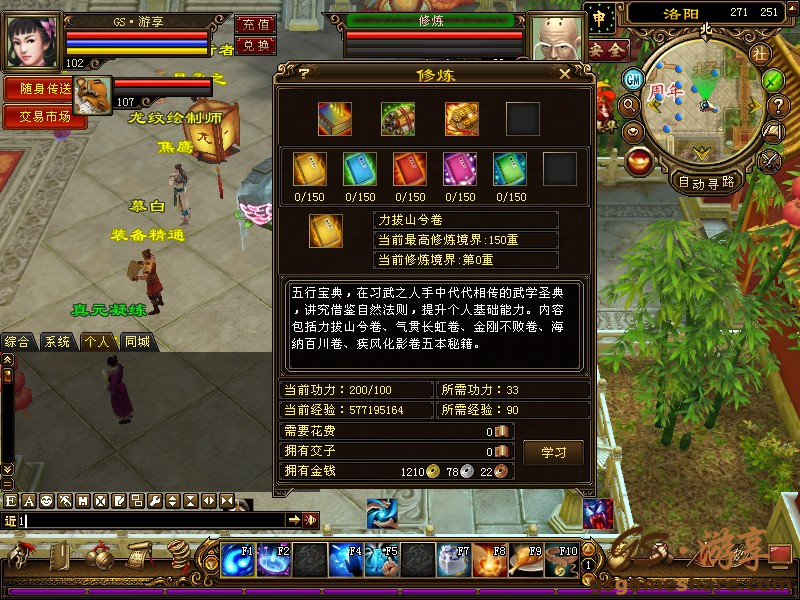 GS·游享
102
充值
兑换
修炼
申
安全
洛阳
271 251
北
社
GM
周年
自动寻路
随身传送
交易市场
107
龙纹绘制师
龙
焦鹰
慕白
装备精通
真元凝练
?
修炼
0/150
0/150
0/150
0/150
0/150
力拔山兮卷
当前最高修炼境界:150重
当前修炼境界:第0重
五行宝典，在习武之人手中代代相传的武学圣典
，讲究借鉴自然法则，提升个人基础能力。内容
包括力拔山兮卷、气贯长虹卷、金刚不败卷、海
纳百川卷、疾风化影卷五本秘籍。
当前功力：200/100
所需功力：33
当前经验：577195164
所需经验：90
需要花费
0
拥有交子
0
拥有金钱
1210
78
22
学习
综合
系统
个人
同城
近1
F1
F2
F4
F5
F7
F8
F9
F10
1
GS·游享